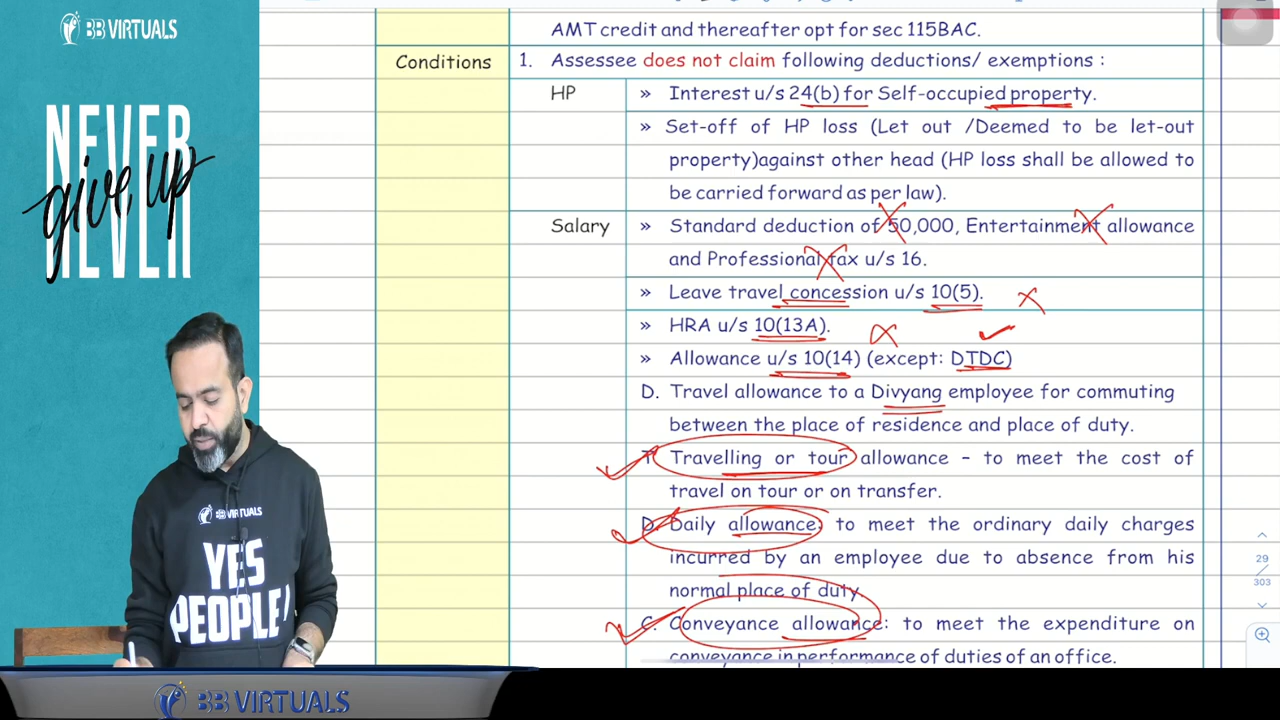 BB VIRTUALS
NEVER
give up
NEVER
BB VIRTUALS
YES
PEOPLE!
BB VIRTUALS
AMT credit and thereafter opt for sec 115BAC.
Conditions
1. Assessee does not claim following deductions/ exemptions :
HP
» Interest u/s 24(b) for Self-occupied property.
» Set-off of HP loss (Let out /Deemed to be let-out
property)against other head (HP loss shall be allowed to
be carried forward as per law).
Salary
» Standard deduction of 50,000, Entertainment allowance
and Professional tax u/s 16.
» Leave travel concession u/s 10(5).
» HRA u/s 10(13A).
» Allowance u/s 10(14) (except: DTDC)
D. Travel allowance to a Divyang employee for commuting
between the place of residence and place of duty.
T. Travelling or tour allowance – to meet the cost of
travel on tour or on transfer.
D. Daily allowance: to meet the ordinary daily charges
incurred by an employee due to absence from his
normal place of duty
C. Conveyance allowance: to meet the expenditure on
conveyance in performance of duties of an office.
29
303